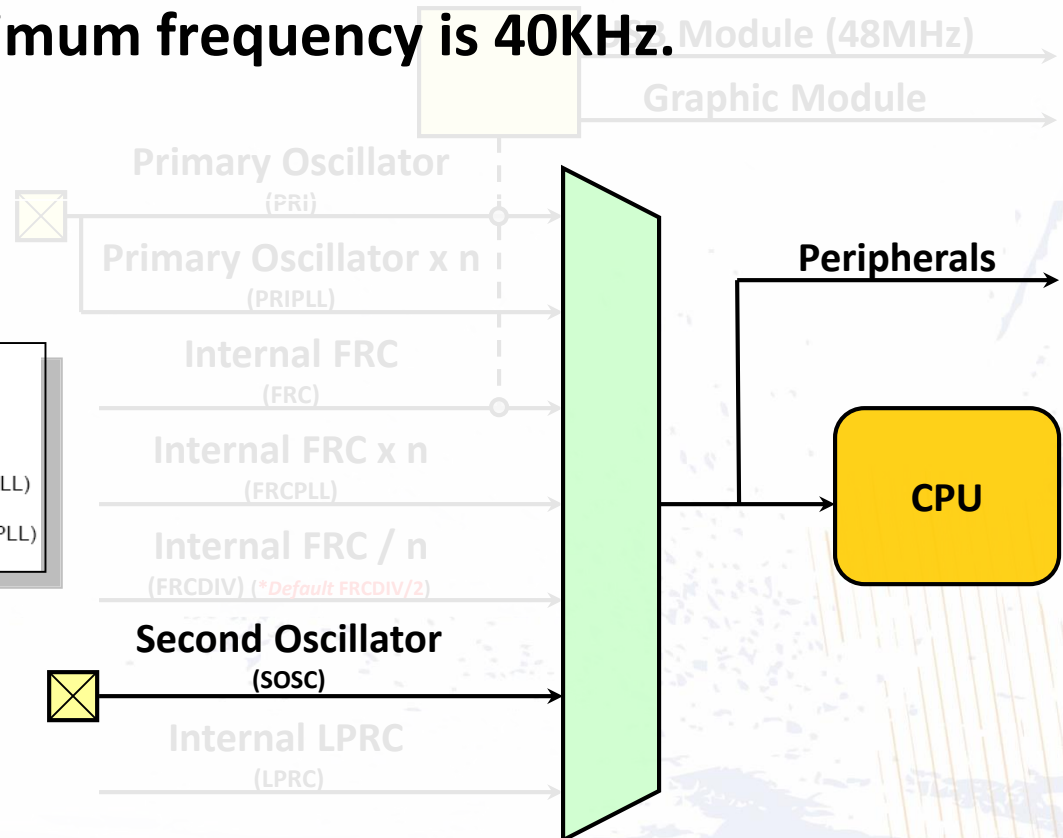 imum frequency is 40KHz.
Module (48MHz)
Graphic Module
Primary Oscillator
(PRI)
Primary Oscillator x n
(PRIPLL)
Peripherals
Internal FRC
(FRC)
Internal FRC x n
(FRCPLL)
LL)
PLL)
CPU
Internal FRC / n
(FRCDIV) (*Default FRCDIV/2)
Second Oscillator
(SOSC)
Internal LPRC
(LPRC)